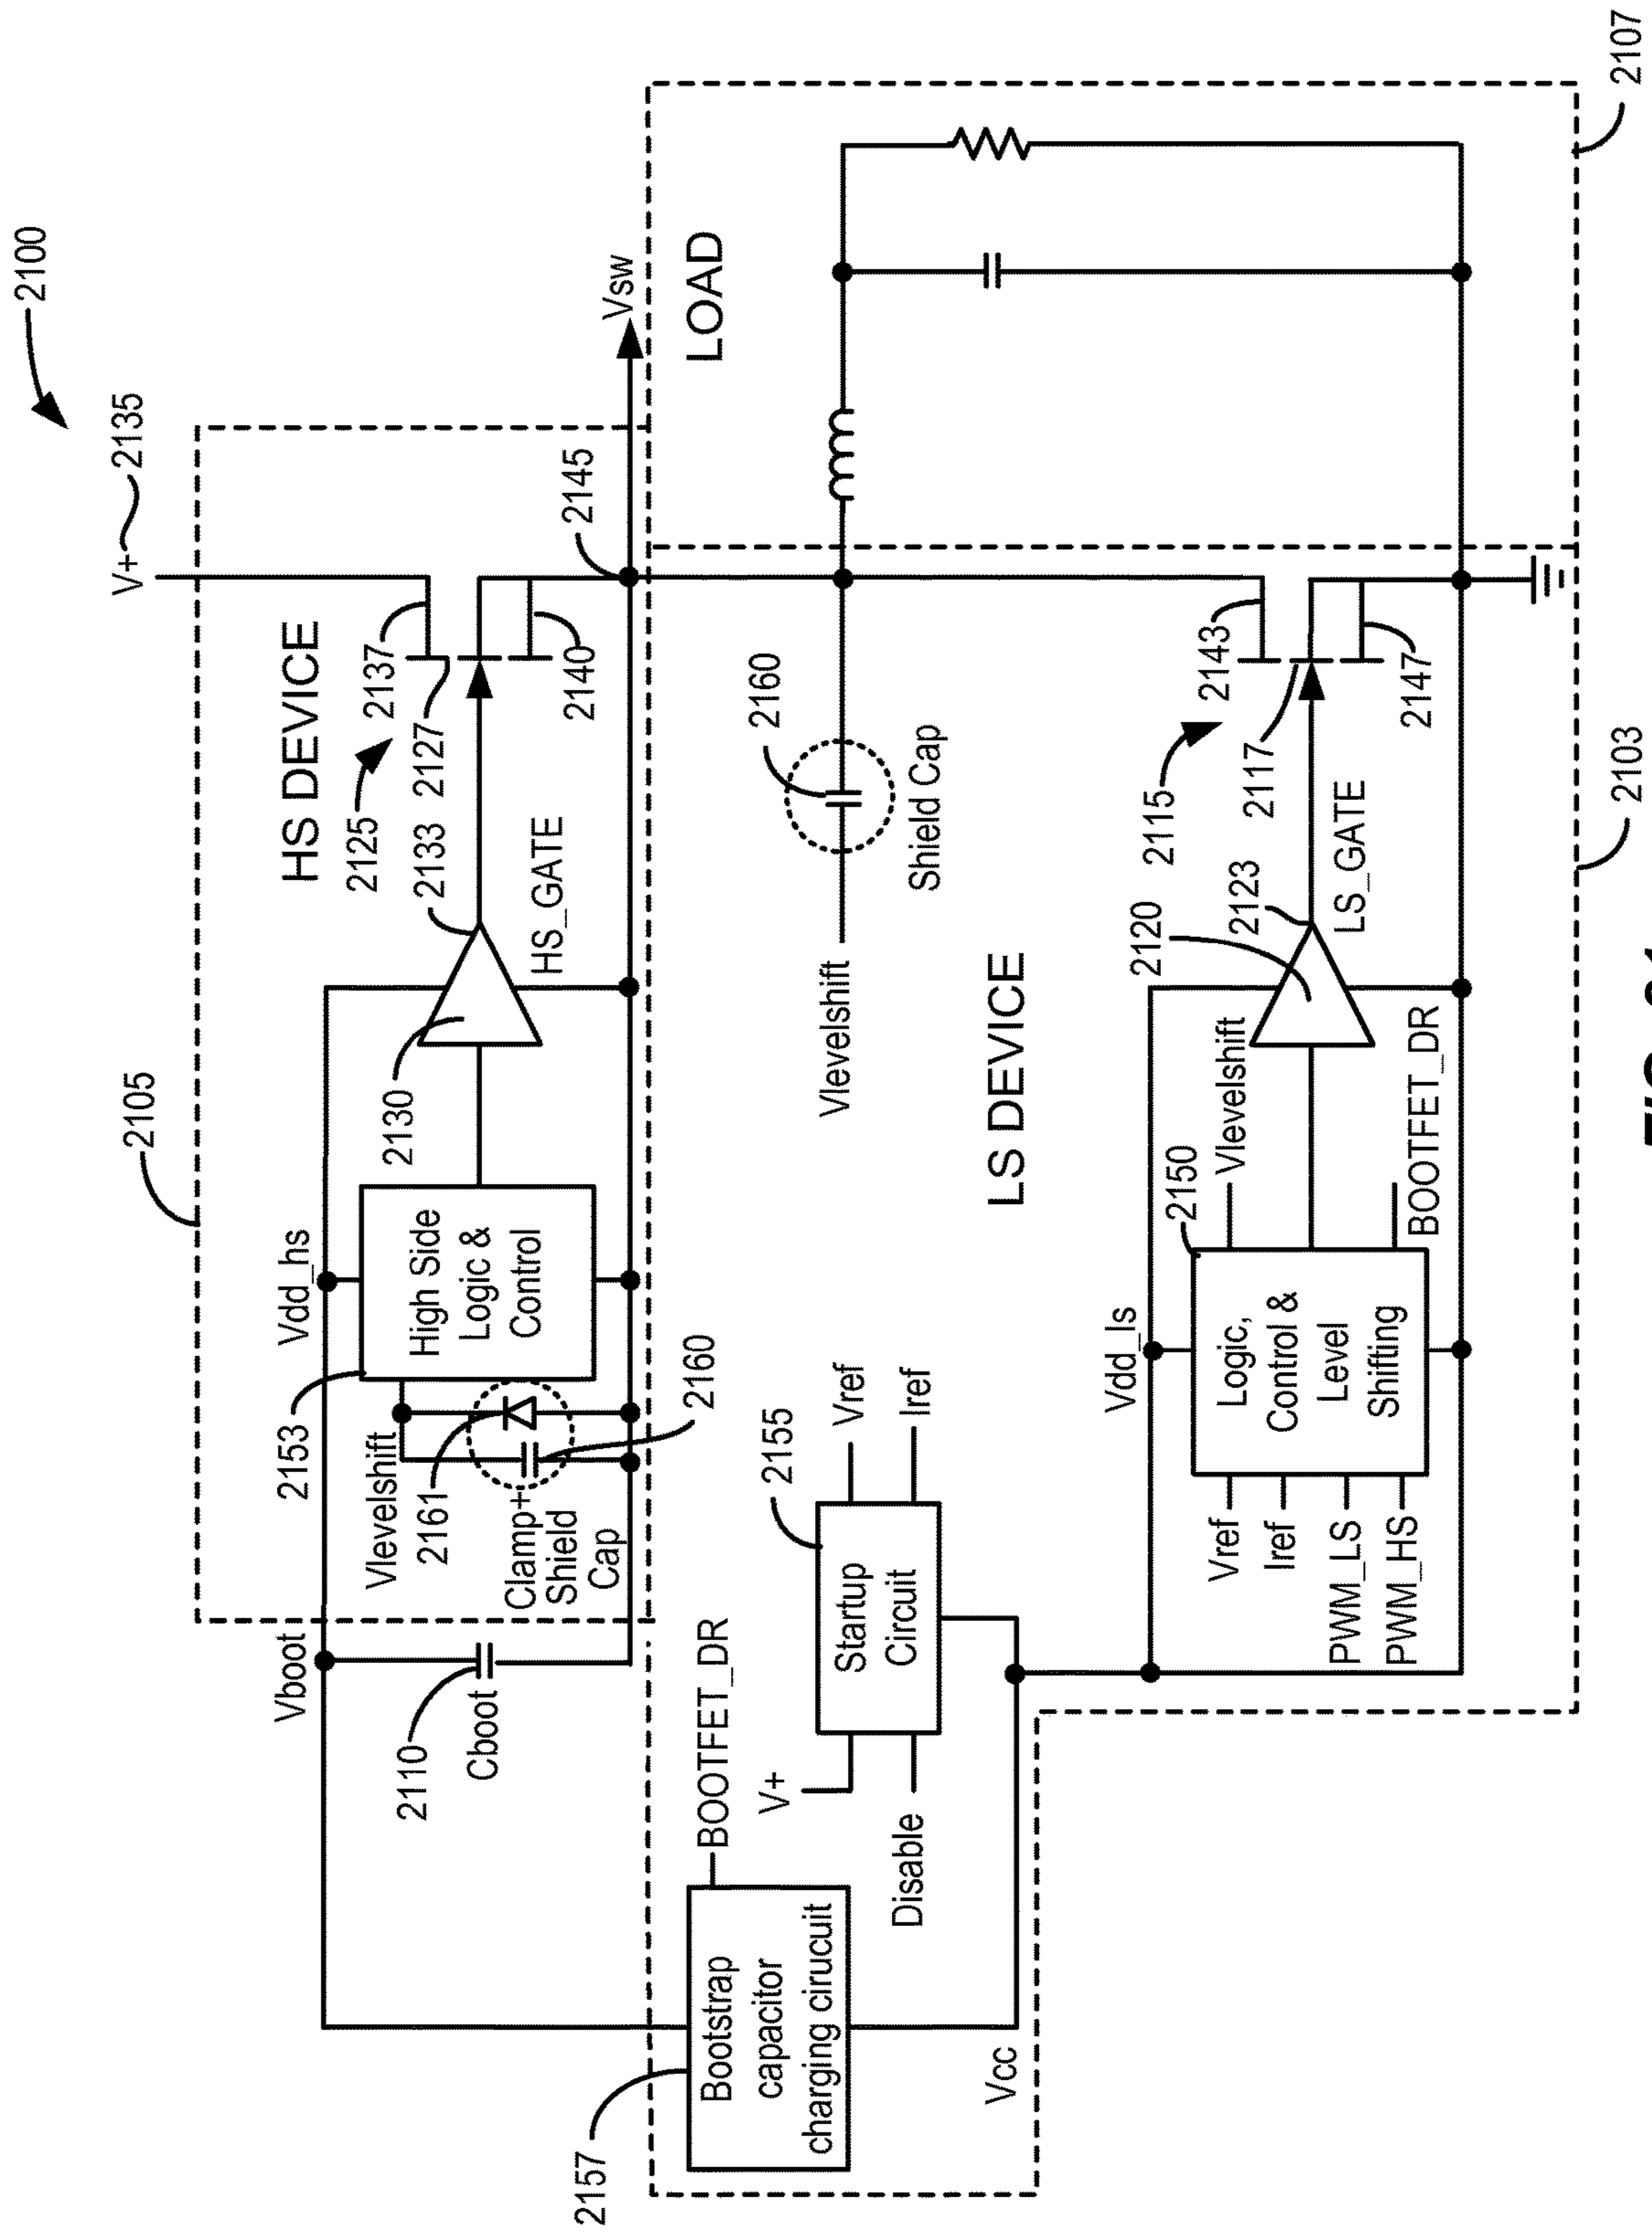 2100
V+
2135
2105
HS DEVICE
2137
2125
2127
2133
2130
HS_GATE
2140
2145
Vsw
Vdd_hs
High Side
Logic &
Control
2153
Vlevelshift
2161
Clamp+
Shield
Cap
2160
Vboot
2110
Cboot
2157
Bootstrap
capacitor
charging cirucuit
BOOTFET_DR
V+
Disable
Startup
Circuit
2155
Vref
Iref
Vcc
Vlevelshift
2160
Shield Cap
LOAD
2107
LS DEVICE
2143
2115
2117
2147
2123
2120
LS_GATE
Vdd_ls
2150
Vlevelshift
BOOTFET_DR
Logic,
Control &
Level
Shifting
Vref
Iref
PWM_LS
PWM_HS
2103